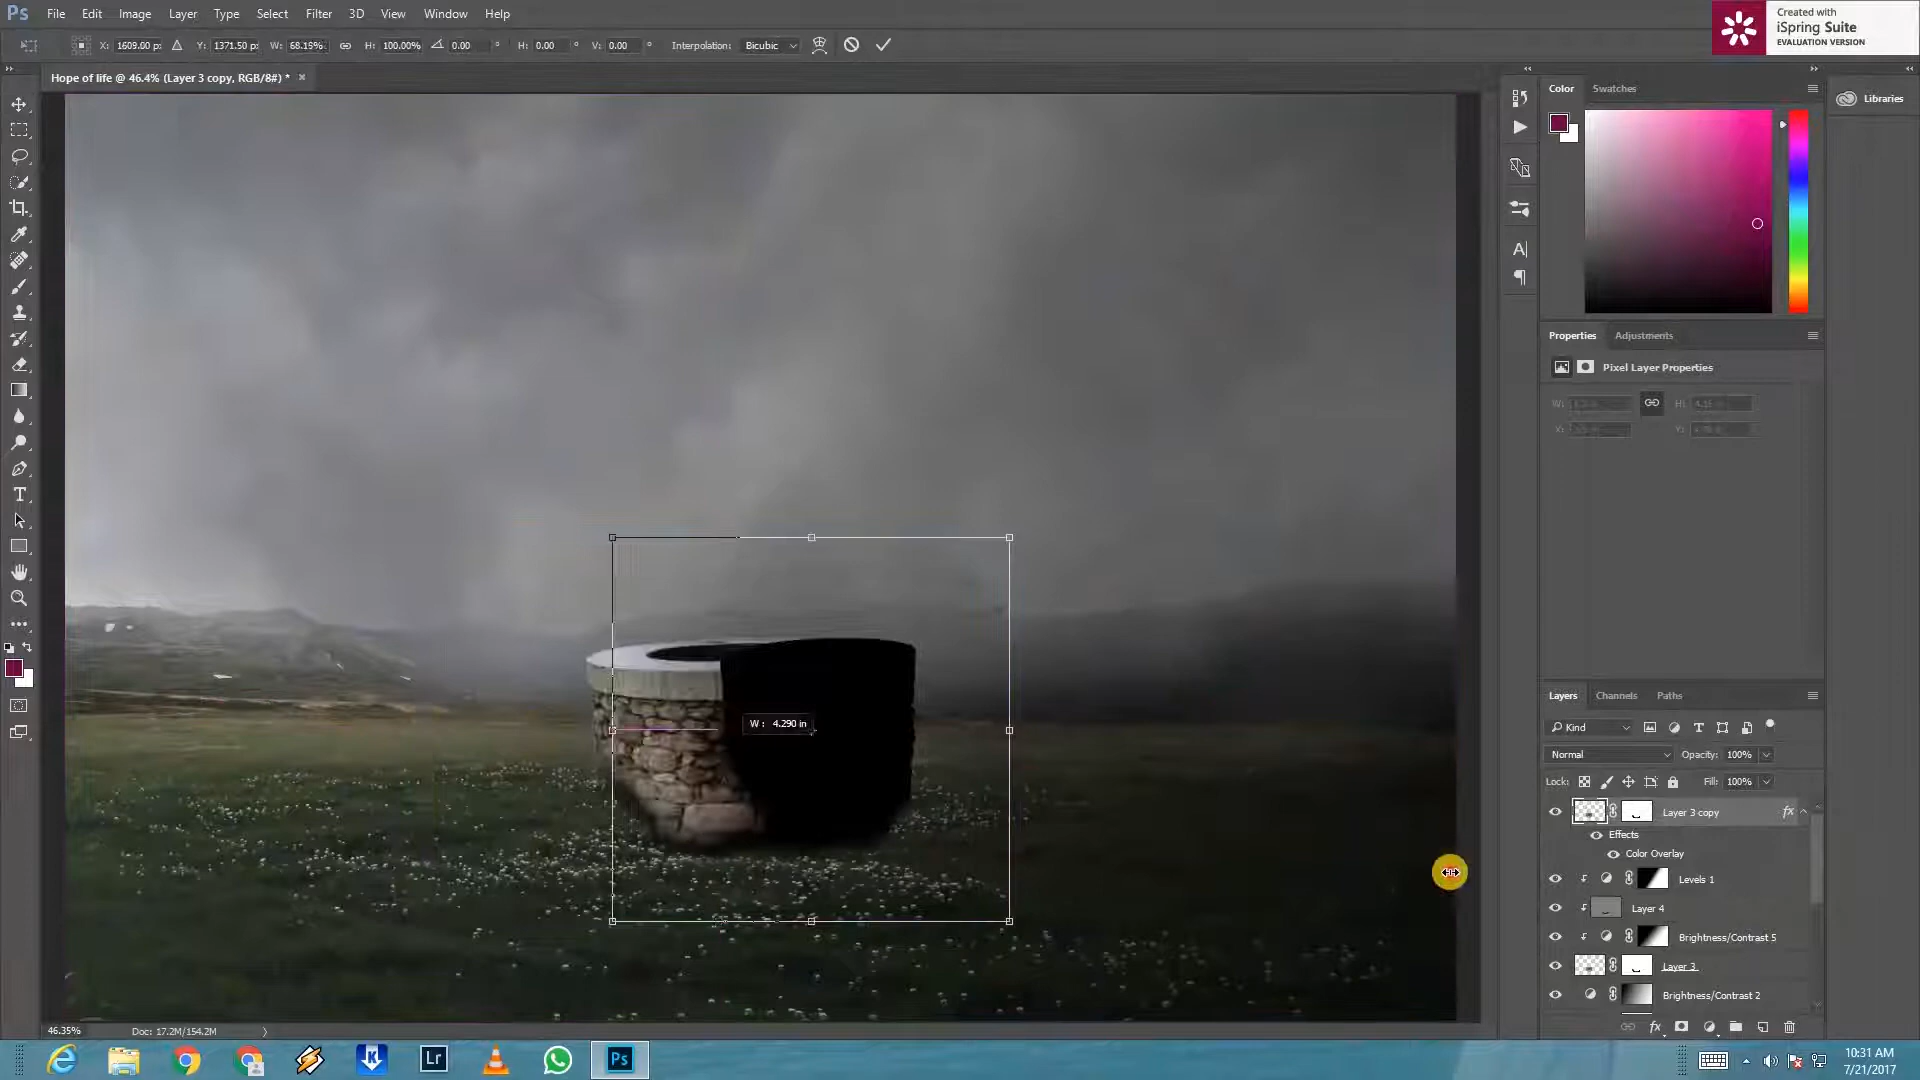 Ps File Edit Image Layer Type Select Filter 3D View Window Help
Created with
iSpring Suite
EVALUATION VERSION
X: 1609.00 px Y: 1371.50 px W: 68.19% H: 100.00% 0.00 ° H: 0.00 ° V: 0.00 ° Interpolation: Bicubic
Hope of life @ 46.4% (Layer 3 copy, RGB/8#) * ×
Color Swatches
Libraries
Properties Adjustments
Pixel Layer Properties
W: H:
X: Y:
W : 4.290 in
Layers Channels Paths
Kind
Normal Opacity: 100%
Lock: Fill: 100%
Layer 3 copy fx
Effects
Color Overlay
Levels 1
Layer 4
Brightness/Contrast 5
Layer 3
Brightness/Contrast 2
fx
46.35% Doc: 17.2M/154.2M
Lr Ps
10:31 AM
7/21/2017